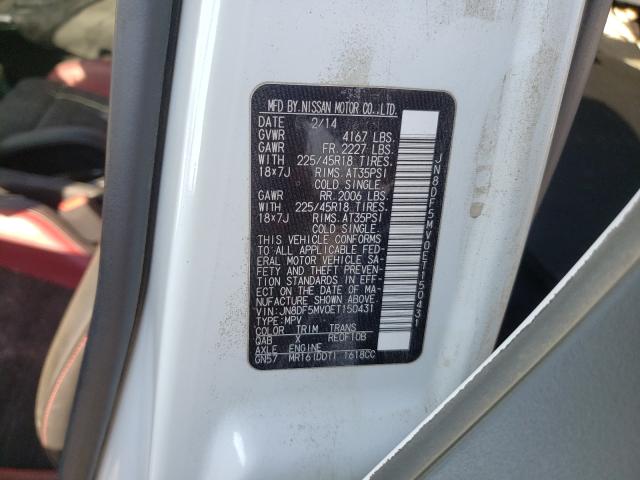 MFD BY NISSAN MOTOR CO.,LTD.
DATE 2/14
GVWR 4167 LBS.
GAWR FR. 2227 LBS.
WITH 225/45R18 TIRES.
18x7J RIMS. AT35PSI
COLD SINGLE.
GAWR RR. 2006 LBS.
WITH 225/45R18 TIRES.
18x7J RIMS. AT35PSI
COLD SINGLE.
THIS VEHICLE CONFORMS
TO ALL APPLICABLE FED-
ERAL MOTOR VEHICLE SA-
FETY AND THEFT PREVEN-
TION STANDARDS IN EFF-
ECT ON THE DATE OF MA-
NUFACTURE SHOWN ABOVE.
VIN:JN8DF5MV0ET150431
TYPE:MPV
COLOR TRIM TRANS
QAB X RE0F10B
AXLE ENGINE
GN57 MR16(DDT) 1618CC
JN8DF5MV0ET150431